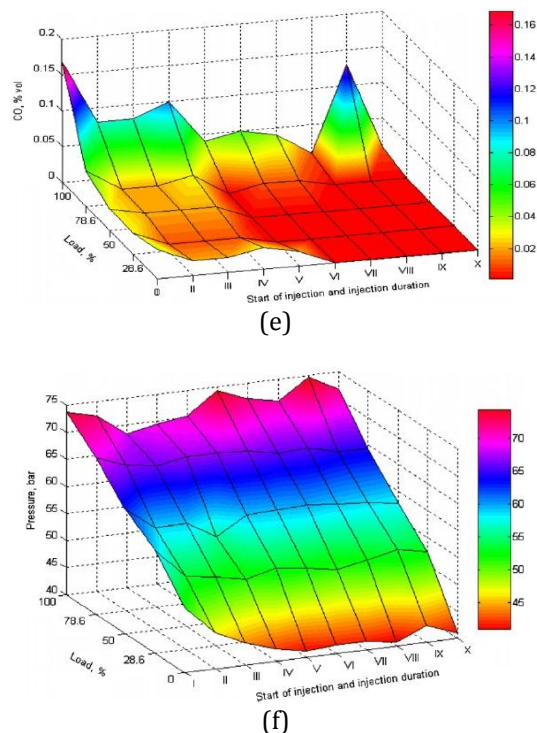 0.2
0.15
0.1
0.05
0
CO, % vol
100
78.6
50
28.6
0
Load, %
II
III
IV
V
VI
VII
VIII
IX
X
Start of injection and injection duration
0.16
0.14
0.12
0.1
0.08
0.06
0.04
0.02
(e)
75
70
65
60
55
50
45
40
Pressure, bar
100
78.6
50
28.6
0
Load, %
I
II
III
IV
V
VI
VII
VIII
IX
X
Start of injection and injection duration
70
65
60
55
50
45
(f)